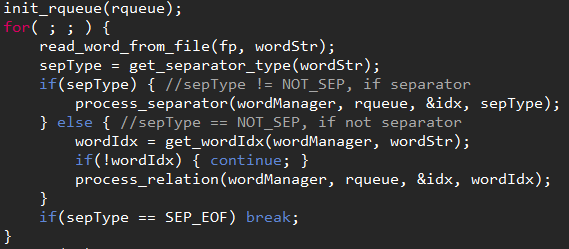 init_rqueue(rqueue);
for( ; ; ) {
read_word_from_file(fp, wordStr);
sepType = get_separator_type(wordStr);
if(sepType) { //sepType != NOT_SEP, if separator
process_separator(wordManager, rqueue, &idx, sepType);
} else { //sepType == NOT_SEP, if not separator
wordIdx = get_wordIdx(wordManager, wordStr);
if(!wordIdx) { continue; }
process_relation(wordManager, rqueue, &idx, wordIdx);
}
if(sepType == SEP_EOF) break;
}